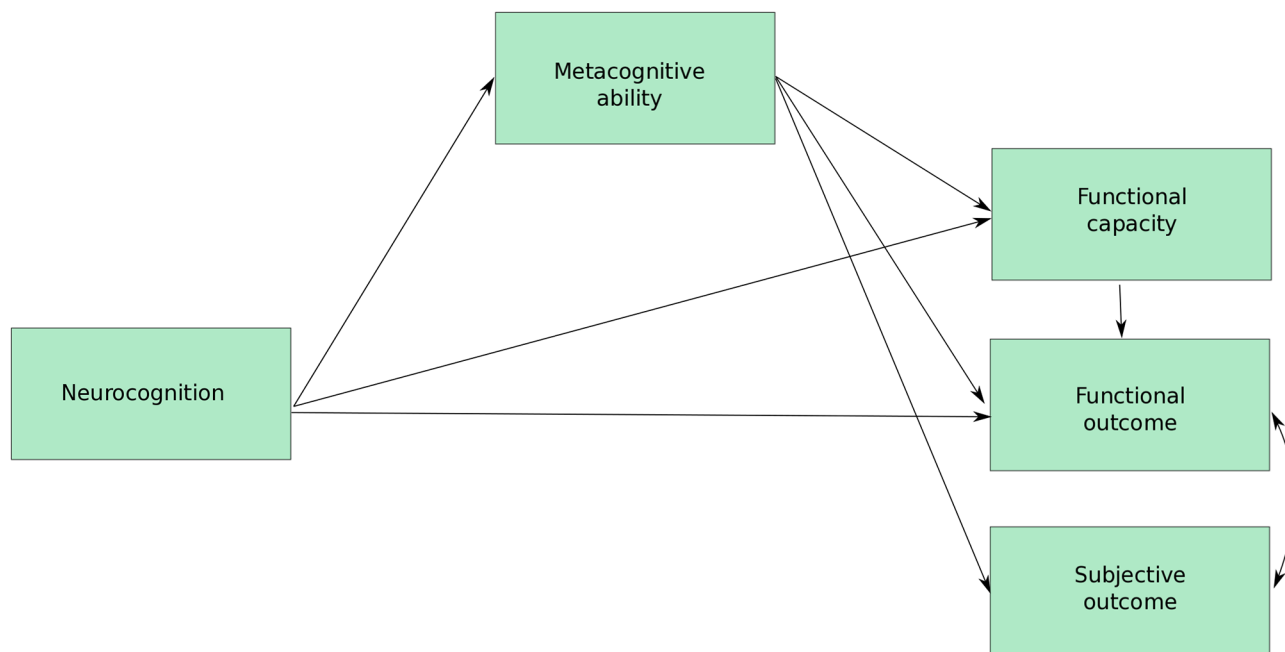 Metacognitive
ability
Functional
capacity
Neurocognition
Functional
outcome
Subjective
outcome